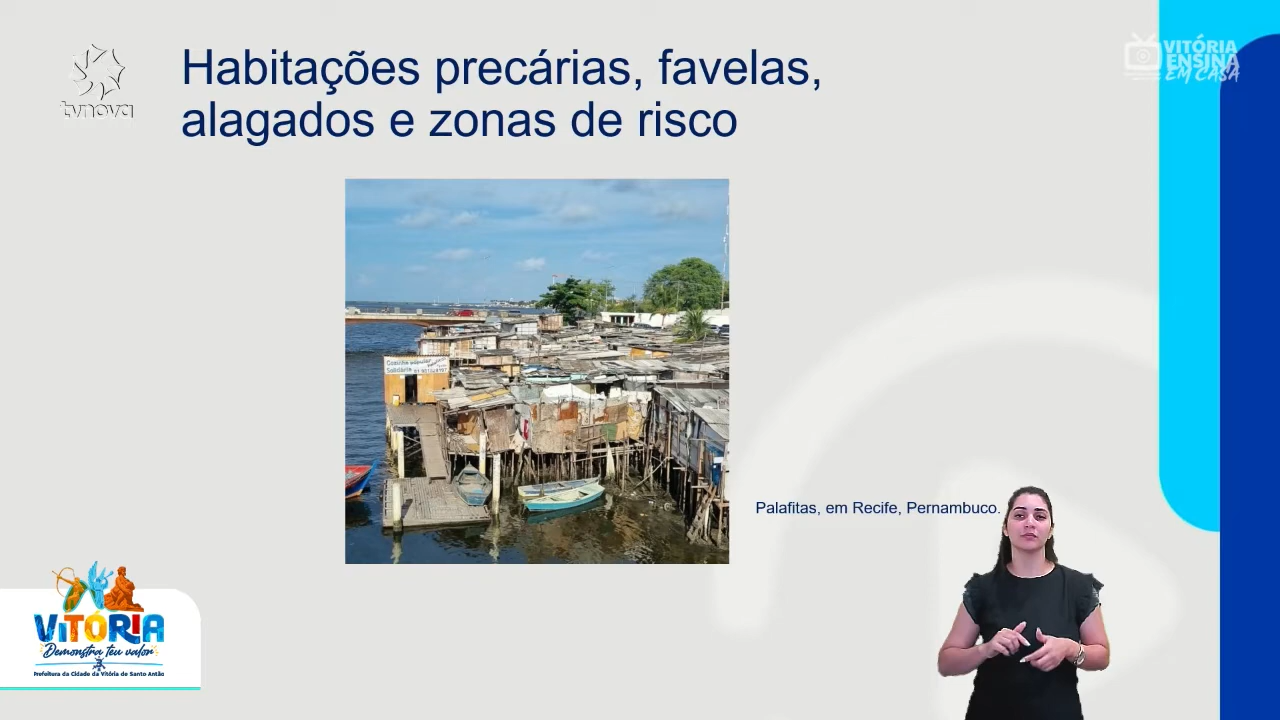 Habitações precárias, favelas,
alagados e zonas de risco
tvnova
VITÓRIA
ENSINA
EM CASA
Solidária
Palafitas, em Recife, Pernambuco.
VITÓRIA
Demonstra teu valor
Prefeitura da Cidade da Vitória de Santo Antão